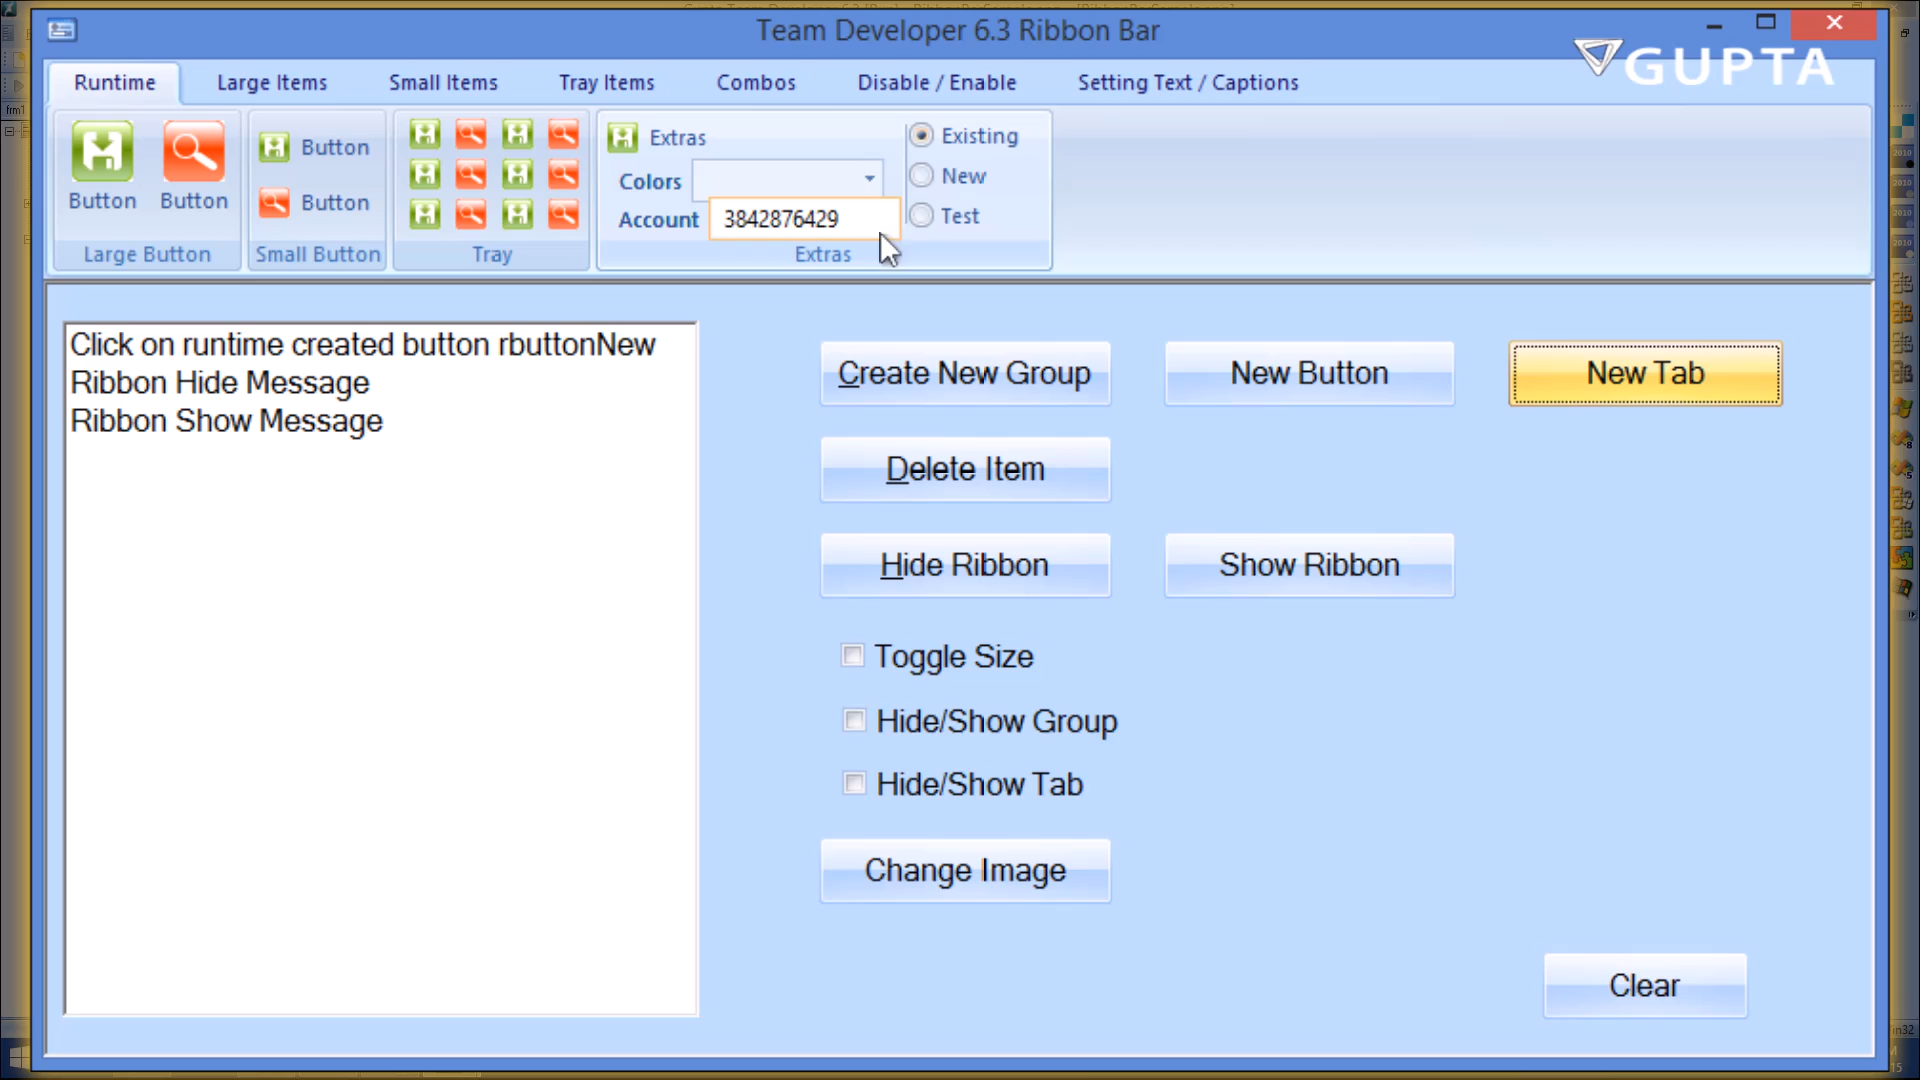 Team Developer 6.3 Ribbon Bar
GUPTA
Runtime Large Items Small Items Tray Items Combos Disable / Enable Setting Text / Captions
frm1
Button Button
Large Button
Button
Button
Small Button
Tray
Extras
Colors
Account 3842876429
Existing
New
Test
Extras
Click on runtime created button rbuttonNew
Ribbon Hide Message
Ribbon Show Message
Create New Group New Button New Tab
Delete Item
Hide Ribbon Show Ribbon
Toggle Size
Hide/Show Group
Hide/Show Tab
Change Image
Clear